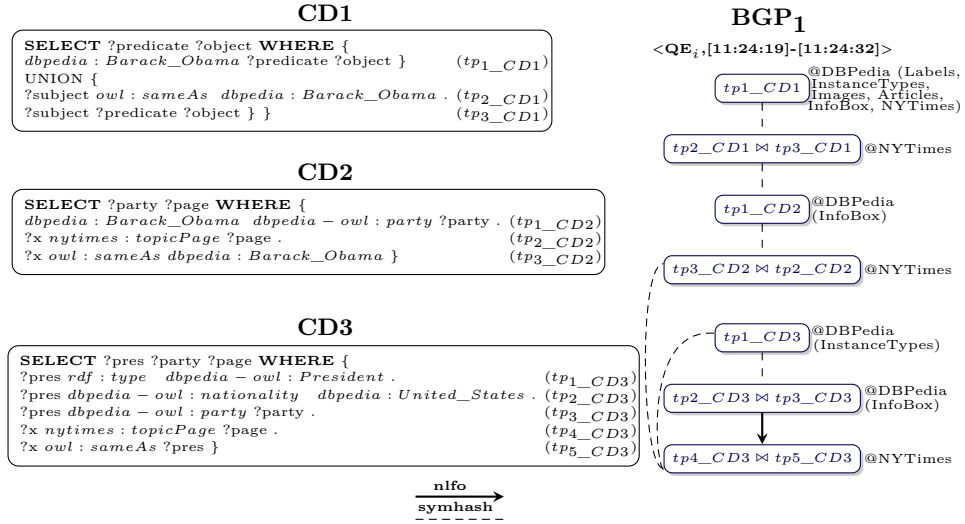 CD1
SELECT ?predicate ?object WHERE {
dbpedia : Barack_Obama ?predicate ?object } (tp1_CD1)
UNION {
?subject owl : sameAs dbpedia : Barack_Obama . (tp2_CD1)
?subject ?predicate ?object } } (tp3_CD1)
CD2
SELECT ?party ?page WHERE {
dbpedia : Barack_Obama dbpedia − owl : party ?party . (tp1_CD2)
?x nytimes : topicPage ?page . (tp2_CD2)
?x owl : sameAs dbpedia : Barack_Obama } (tp3_CD2)
CD3
SELECT ?pres ?party ?page WHERE {
?pres rdf : type dbpedia − owl : President . (tp1_CD3)
?pres dbpedia − owl : nationality dbpedia : United_States . (tp2_CD3)
?pres dbpedia − owl : party ?party . (tp3_CD3)
?x nytimes : topicPage ?page . (tp4_CD3)
?x owl : sameAs ?pres } (tp5_CD3)
nlfo
symhash
BGP1
<QEi,[11:24:19]-[11:24:32]>
tp1_CD1
@DBPedia (Labels,
InstanceTypes,
Images, Articles,
InfoBox, NYTimes)
tp2_CD1 ⋈ tp3_CD1 @NYTimes
tp1_CD2
@DBPedia
(InfoBox)
tp3_CD2 ⋈ tp2_CD2 @NYTimes
tp1_CD3
@DBPedia
(InstanceTypes)
tp2_CD3 ⋈ tp3_CD3
@DBPedia
(InfoBox)
tp4_CD3 ⋈ tp5_CD3 @NYTimes